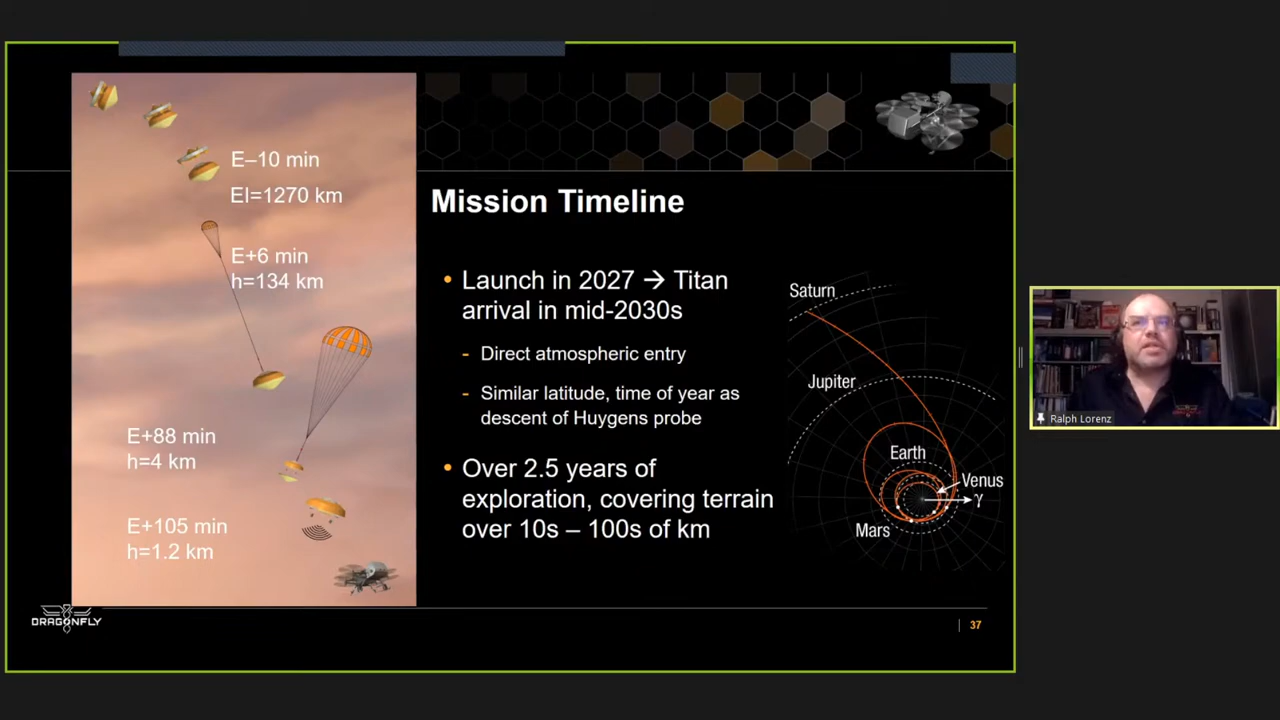 E–10 min
EI=1270 km
E+6 min
h=134 km
E+88 min
h=4 km
E+105 min
h=1.2 km
Mission Timeline
• Launch in 2027 → Titan
arrival in mid-2030s
- Direct atmospheric entry
- Similar latitude, time of year as
descent of Huygens probe
• Over 2.5 years of
exploration, covering terrain
over 10s – 100s of km
Saturn
Jupiter
Earth
Venus
γ
Mars
DRAGONFLY
37
Ralph Lorenz